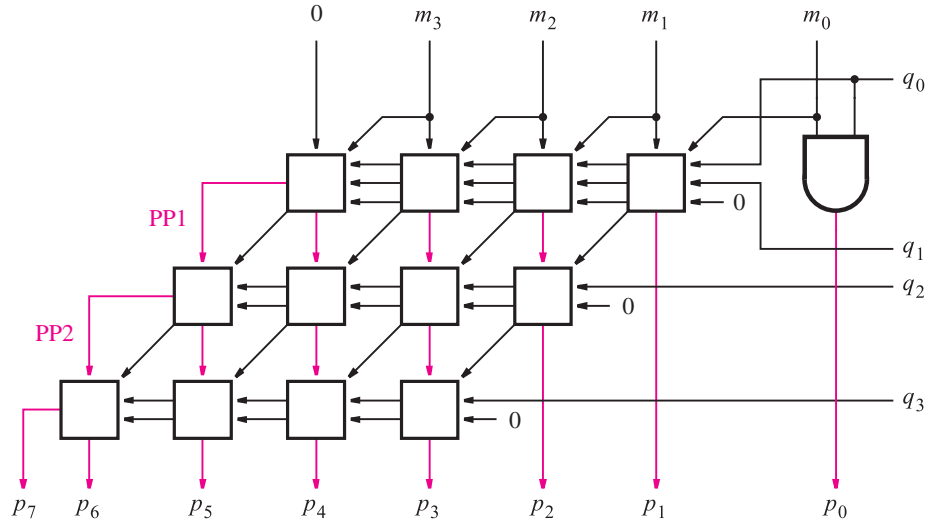 0 m₃ m₂ m₁ m₀
q₀
0
PP1
q₁
q₂
0
PP2
q₃
0
p₇ p₆ p₅ p₄ p₃ p₂ p₁ p₀